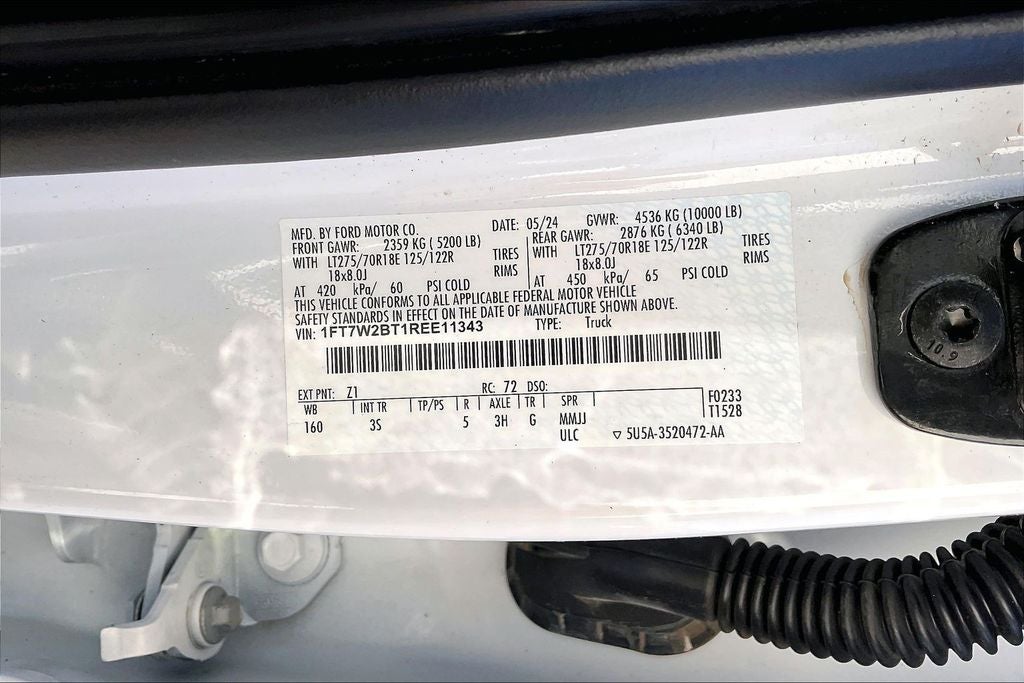 MFD. BY FORD MOTOR CO. DATE: 05/24 GVWR: 4536 KG (10000 LB)
FRONT GAWR: 2359 KG ( 5200 LB) REAR GAWR: 2876 KG ( 6340 LB)
WITH LT275/70R18E 125/122R TIRES WITH LT275/70R18E 125/122R TIRES
18x8.0J RIMS 18x8.0J RIMS
AT 420 kPa/ 60 PSI COLD AT 450 kPa/ 65 PSI COLD
THIS VEHICLE CONFORMS TO ALL APPLICABLE FEDERAL MOTOR VEHICLE
SAFETY STANDARDS IN EFFECT ON THE DATE OF MANUFACTURE SHOWN ABOVE.
VIN: 1FT7W2BT1REE11343 TYPE: Truck
EXT PNT: Z1 RC: 72 DSO:
WB INT TR TP/PS R AXLE TR SPR F0233
160 3S 5 3H G MMJJ T1528
ULC ▽ 5U5A-3520472-AA
10.9